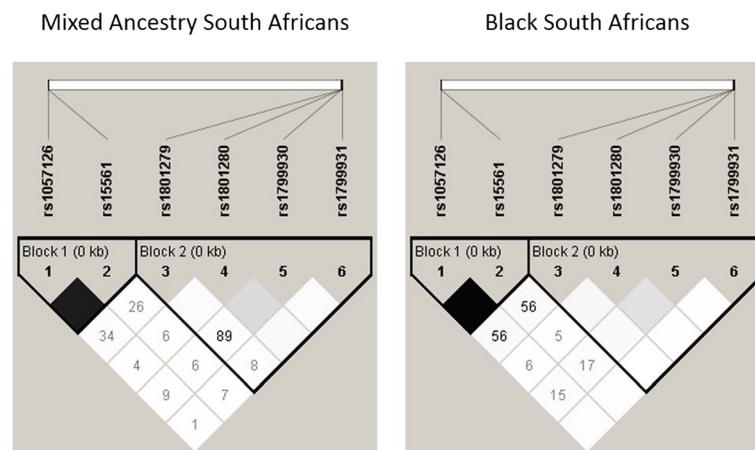 Mixed Ancestry South Africans
Black South Africans
rs1057126
rs15561
rs1801279
rs1801280
rs1799930
rs1799931
Block 1 (0 kb)
Block 2 (0 kb)
1 2 3 4 5 6
26
34 6 89
4 6 8
9 7
1
rs1057126
rs15561
rs1801279
rs1801280
rs1799930
rs1799931
Block 1 (0 kb)
Block 2 (0 kb)
1 2 3 4 5 6
56
56 5
6 17
15